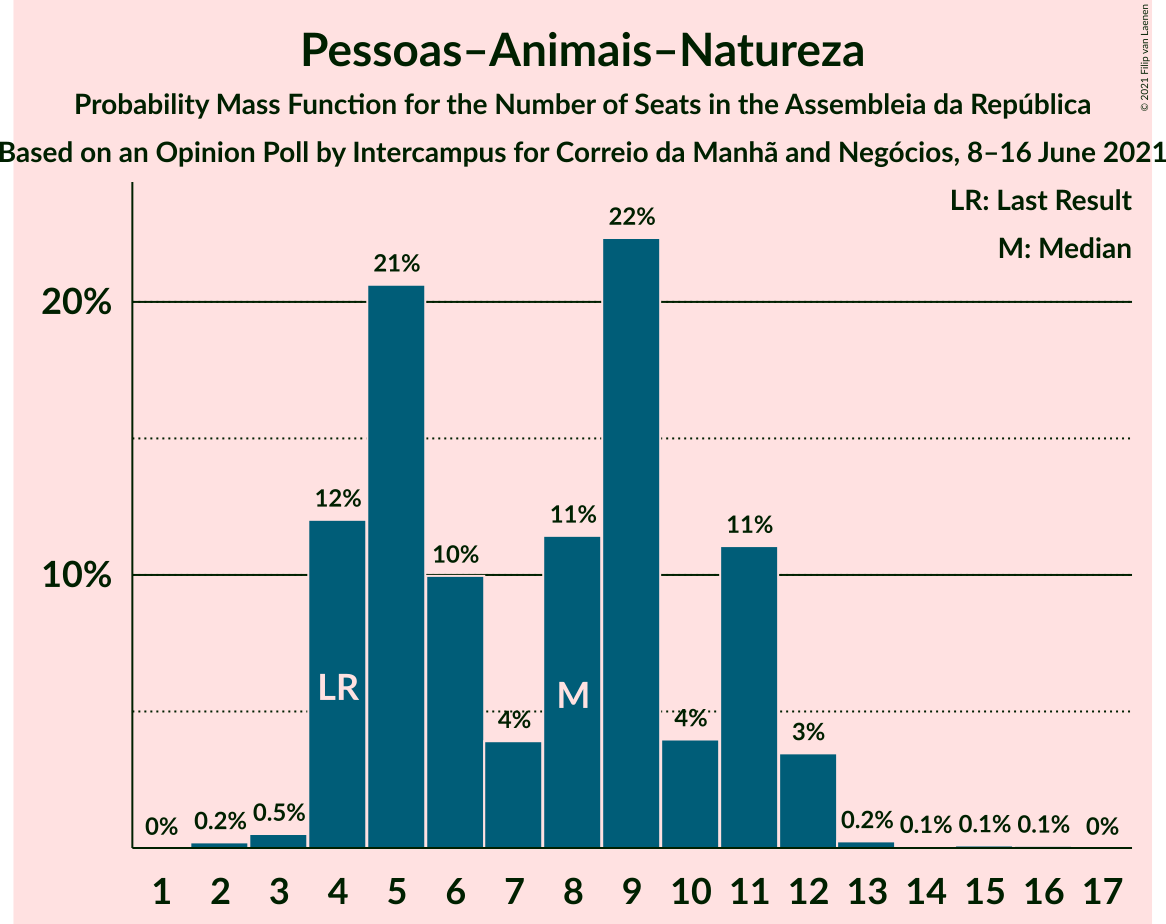 Pessoas–Animais–Natureza
Probability Mass Function for the Number of Seats in the Assembleia da República
Based on an Opinion Poll by Intercampus for Correio da Manhã and Negócios, 8–16 June 2021
© 2021 Filip van Laenen
LR: Last Result
M: Median
20%
10%
0%
0.2%
0.5%
12%
21%
10%
4%
11%
22%
4%
11%
3%
0.2%
0.1%
0.1%
0.1%
0%
LR
M
1 2 3 4 5 6 7 8 9 10 11 12 13 14 15 16 17